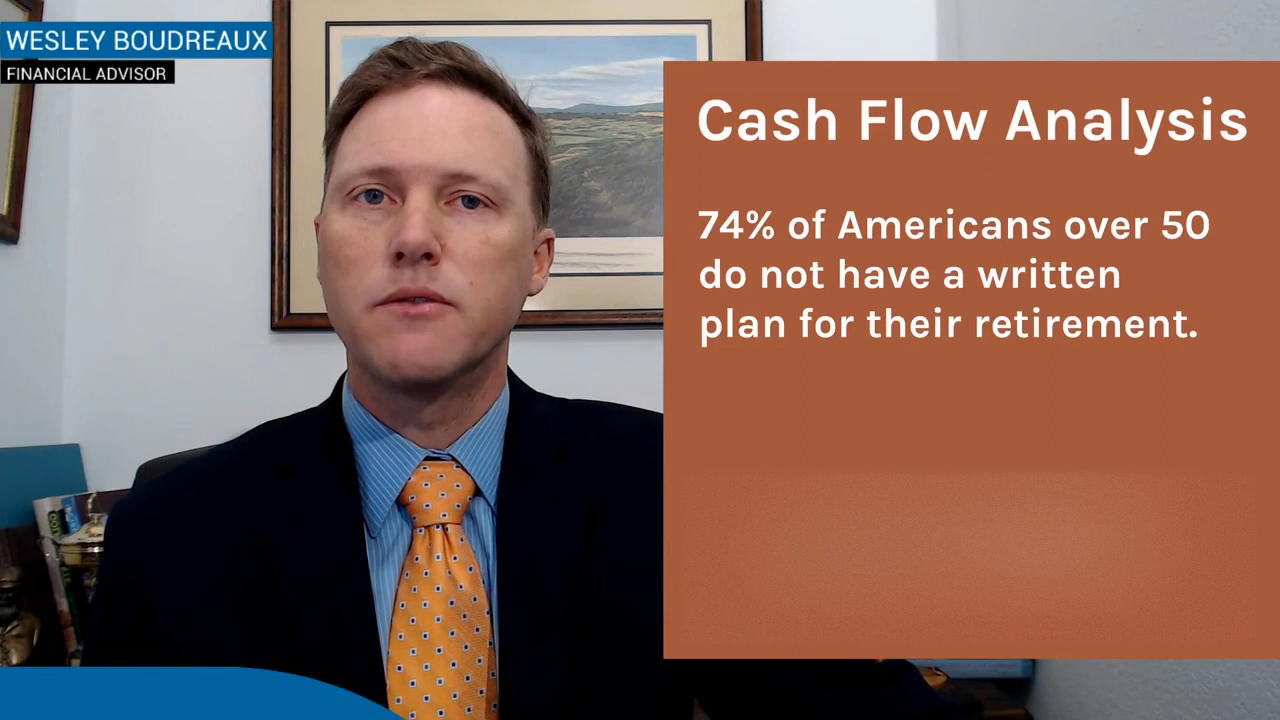 WESLEY BOUDREAUX
FINANCIAL ADVISOR
Cash Flow Analysis
74% of Americans over 50
do not have a written
plan for their retirement.